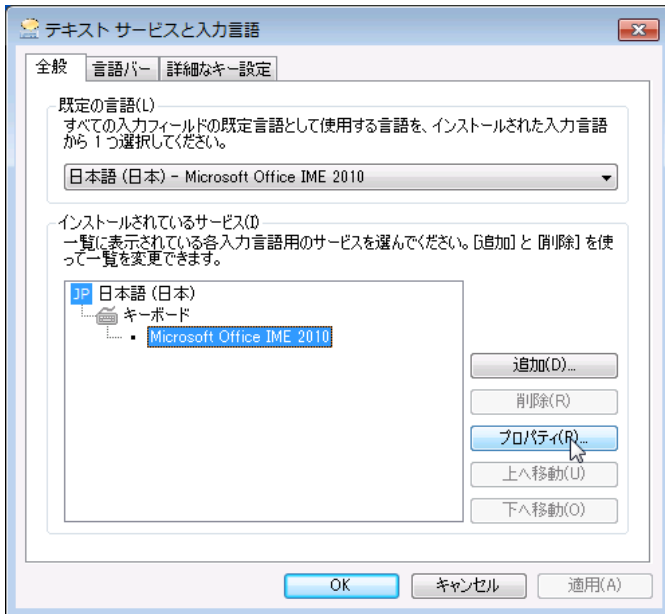 テキスト サービスと入力言語
全般
言語バー
詳細なキー設定
既定の言語(L)
すべての入力フィールドの既定言語として使用する言語を、インストールされた入力言語
から 1 つ選択してください。
日本語 (日本) - Microsoft Office IME 2010
インストールされているサービス(I)
一覧に表示されている各入力言語用のサービスを選んでください。[追加] と [削除] を使
って一覧を変更できます。
JP 日本語 (日本)
キーボード
Microsoft Office IME 2010
追加(D)...
削除(R)
プロパティ(P)...
上へ移動(U)
下へ移動(O)
OK
キャンセル
適用(A)